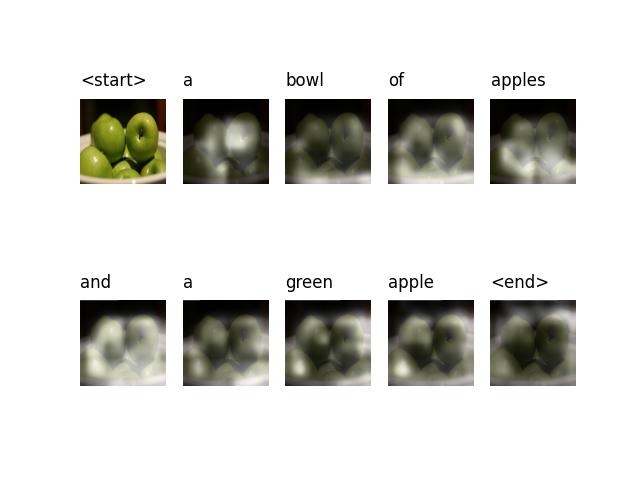 <start> a bowl of apples
and a green apple <end>